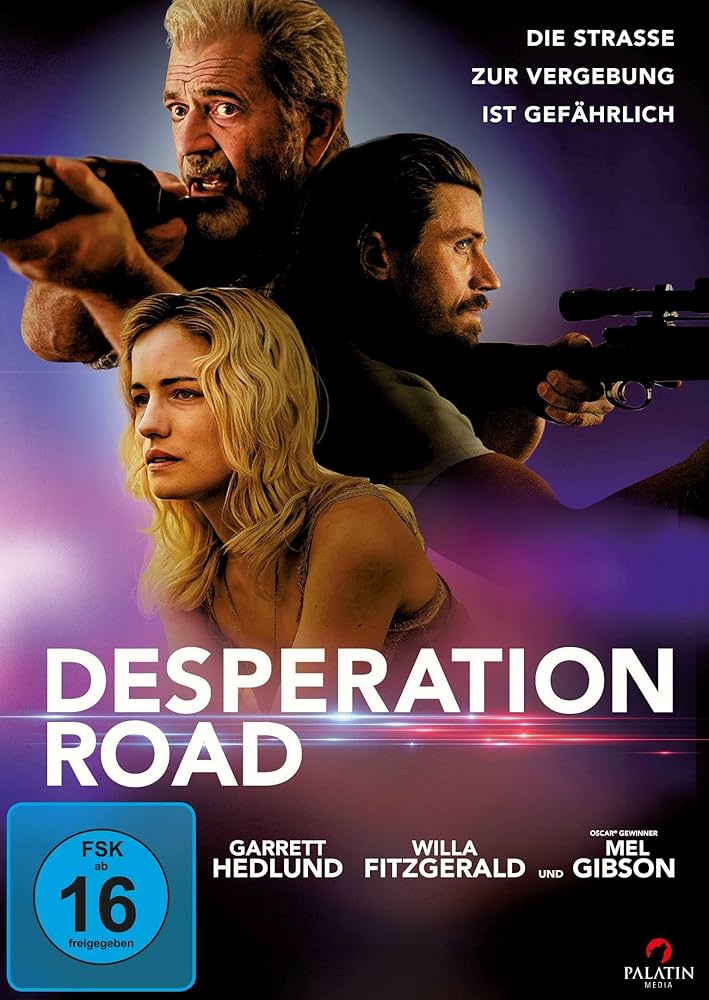 DIE STRASSE
ZUR VERGEBUNG
IST GEFÄHRLICH
DESPERATION
ROAD
FSK
ab
16
freigegeben
GARRETT
HEDLUND
WILLA
FITZGERALD
UND
OSCAR® GEWINNER
MEL
GIBSON
PALATIN
MEDIA